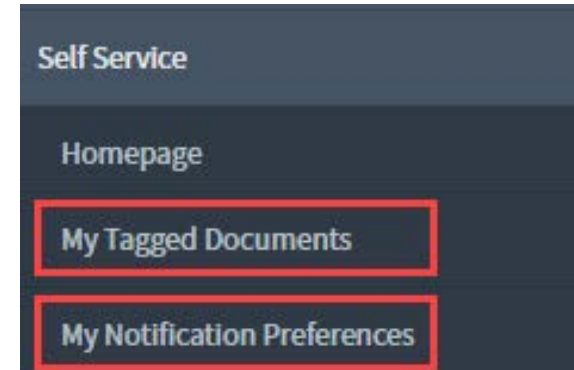 Self Service
Homepage
My Tagged Documents
My Notification Preferences